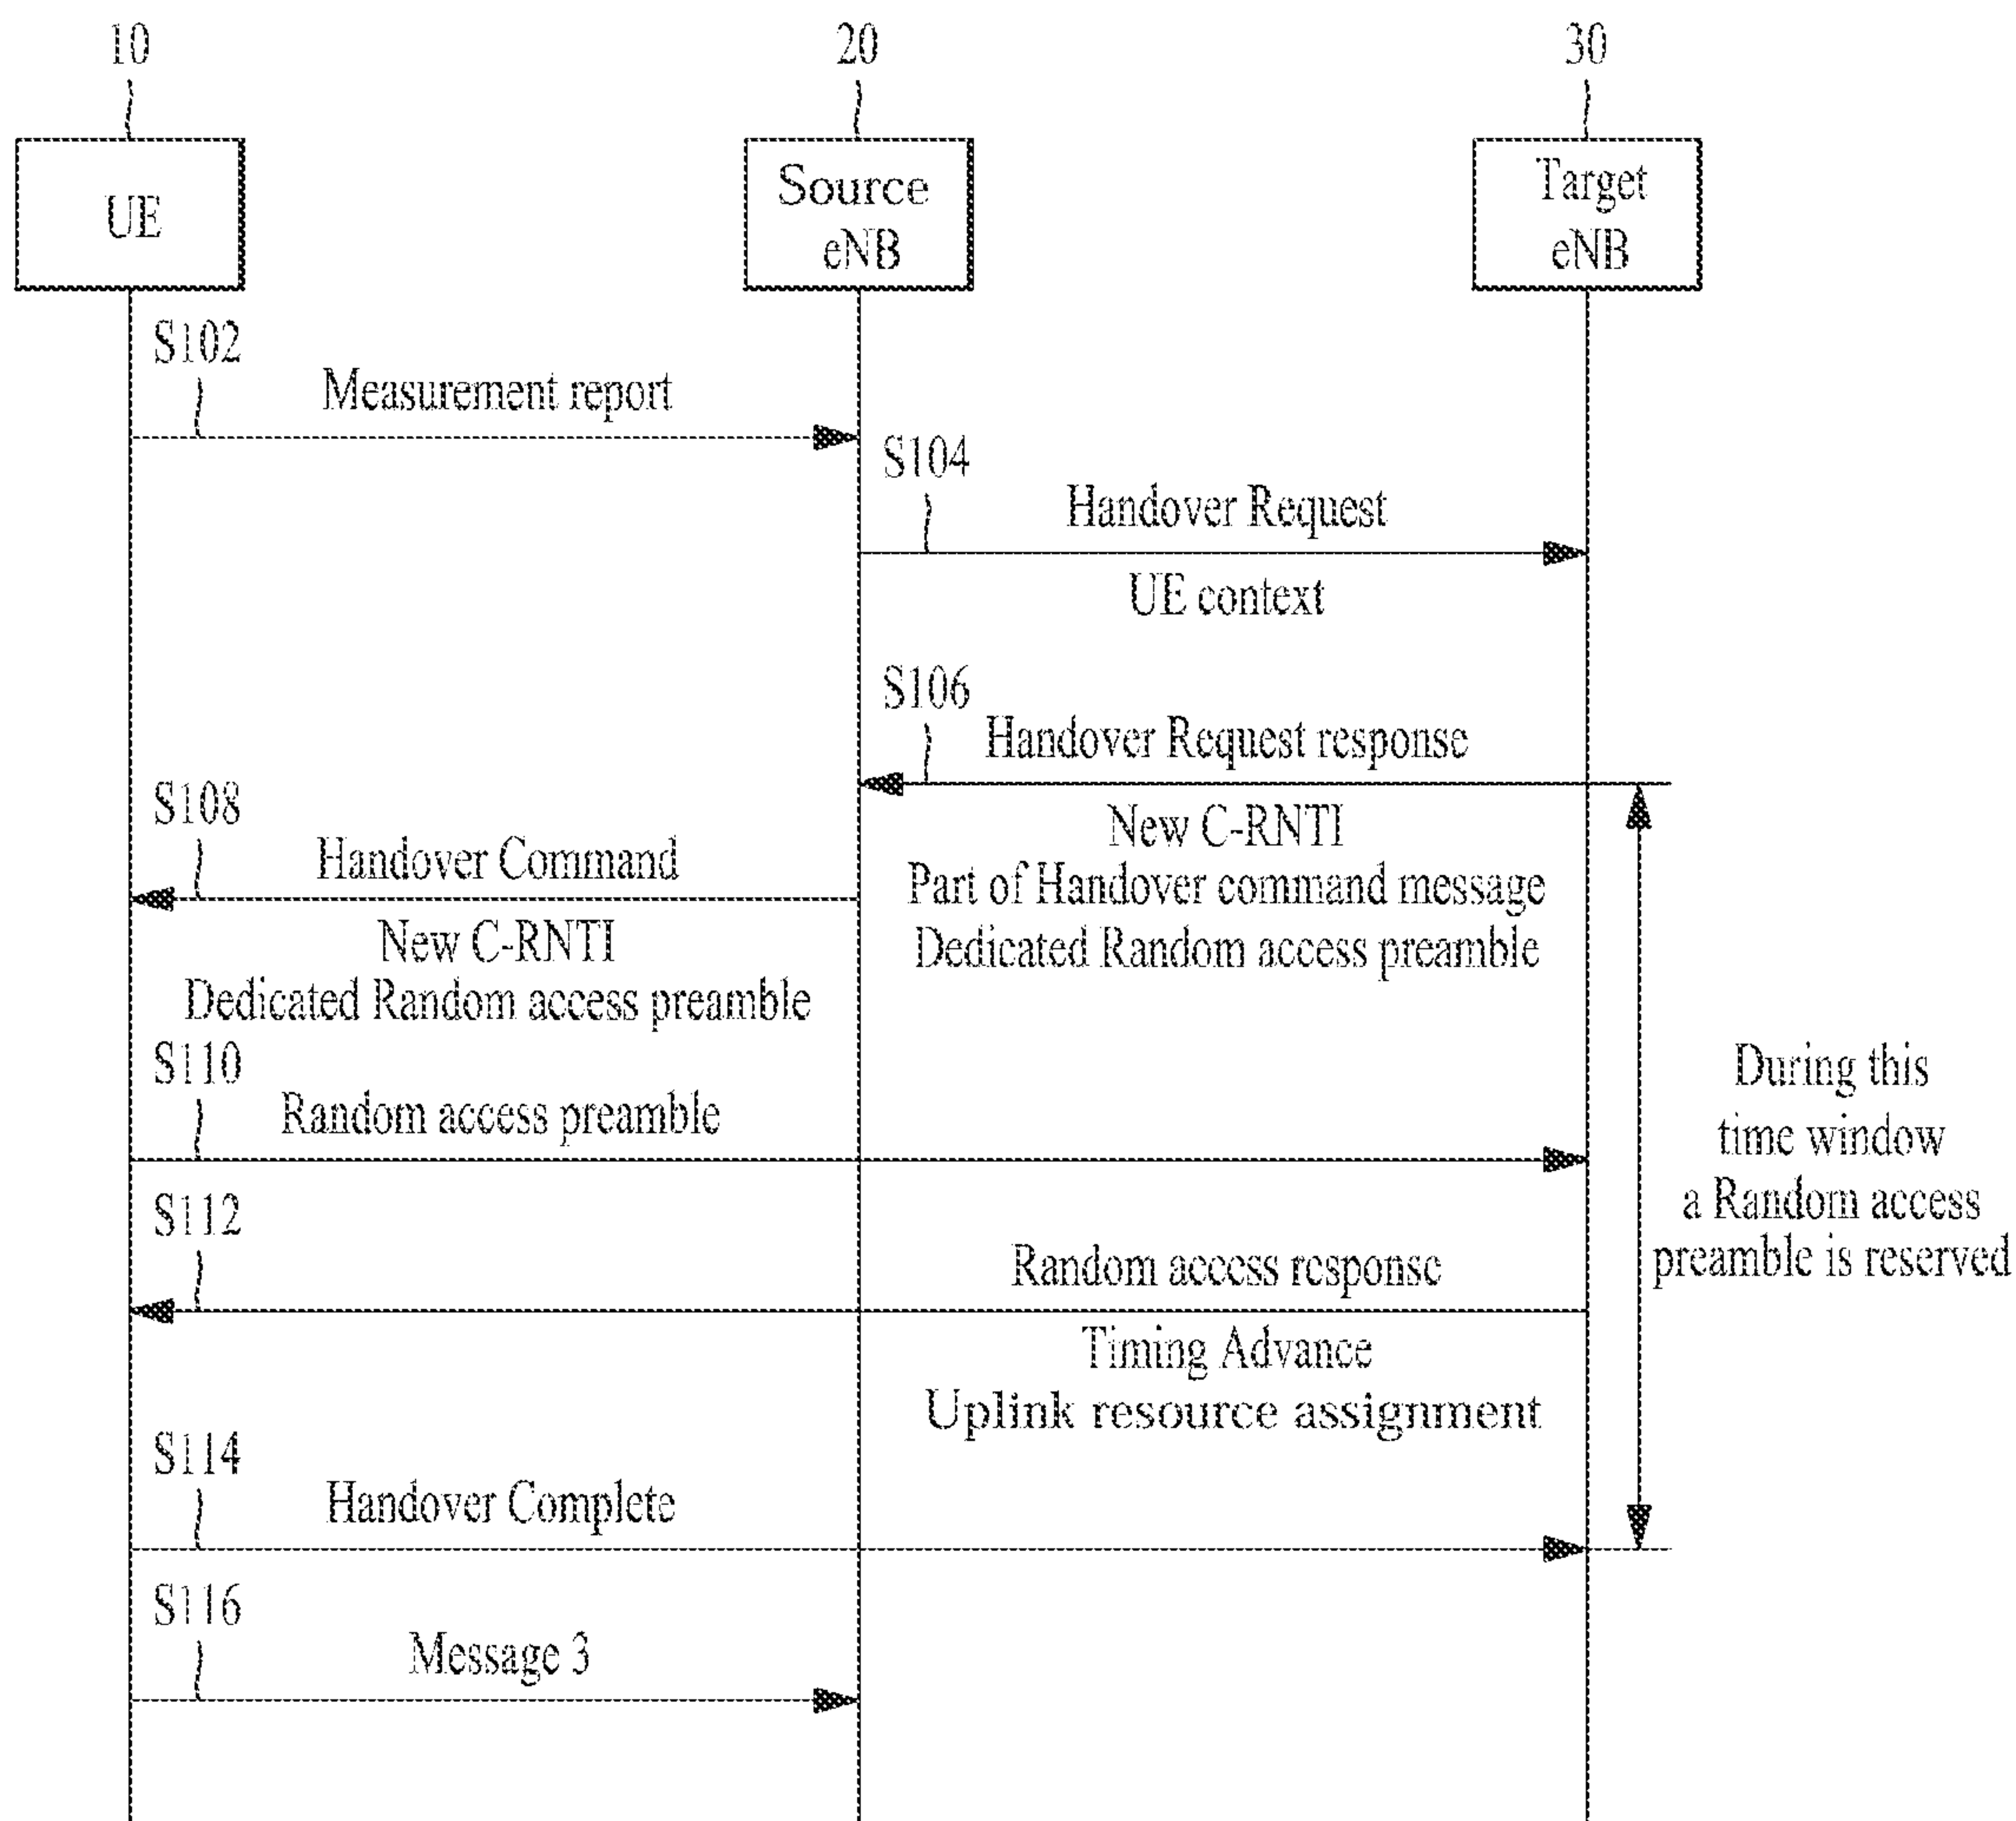 10
20
30
UE
Source
eNB
Target
eNB
S102
Measurement report
S104
Handover Request
UE context
S106
Handover Request response
New C-RNTI
Part of Handover command message
Dedicated Random access preamble
S108
Handover Command
New C-RNTI
Dedicated Random access preamble
S110
Random access preamble
During this
time window
a Random access
preamble is reserved
S112
Random access response
Timing Advance
Uplink resource assignment
S114
Handover Complete
S116
Message 3